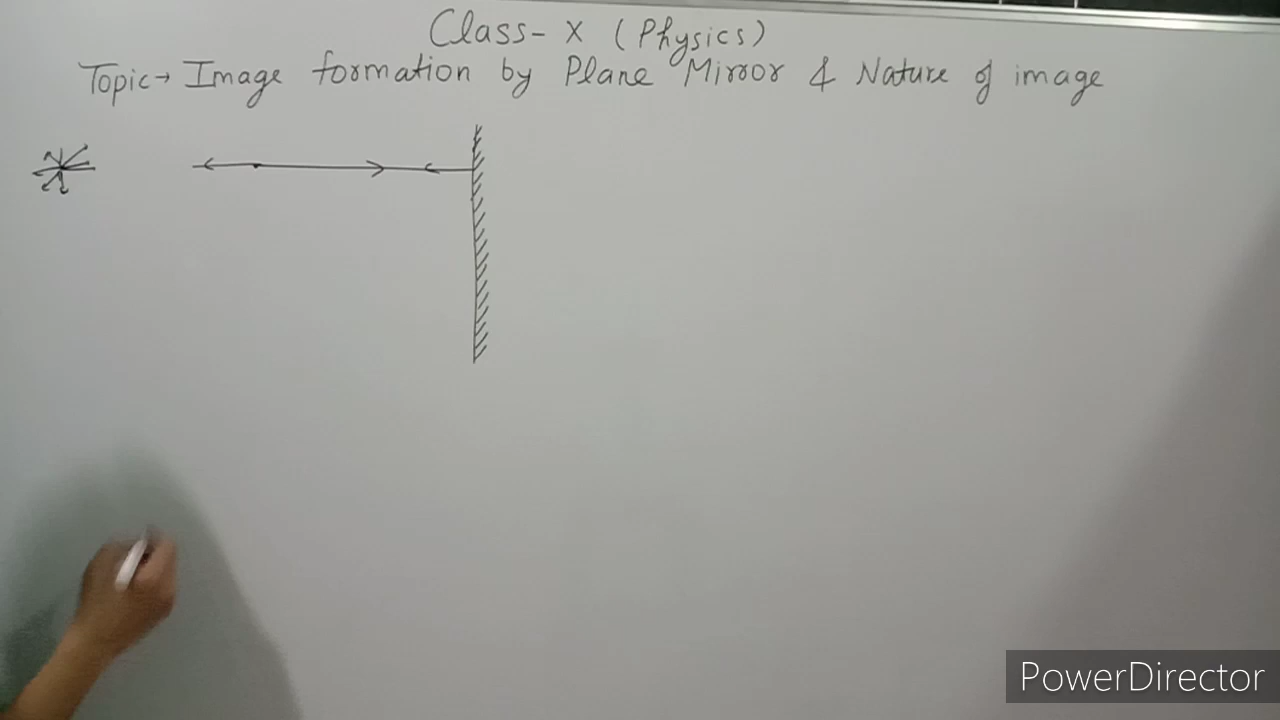 Class- X (Physics)
Topic→ Image formation by Plane Mirror & Nature of image
PowerDirector